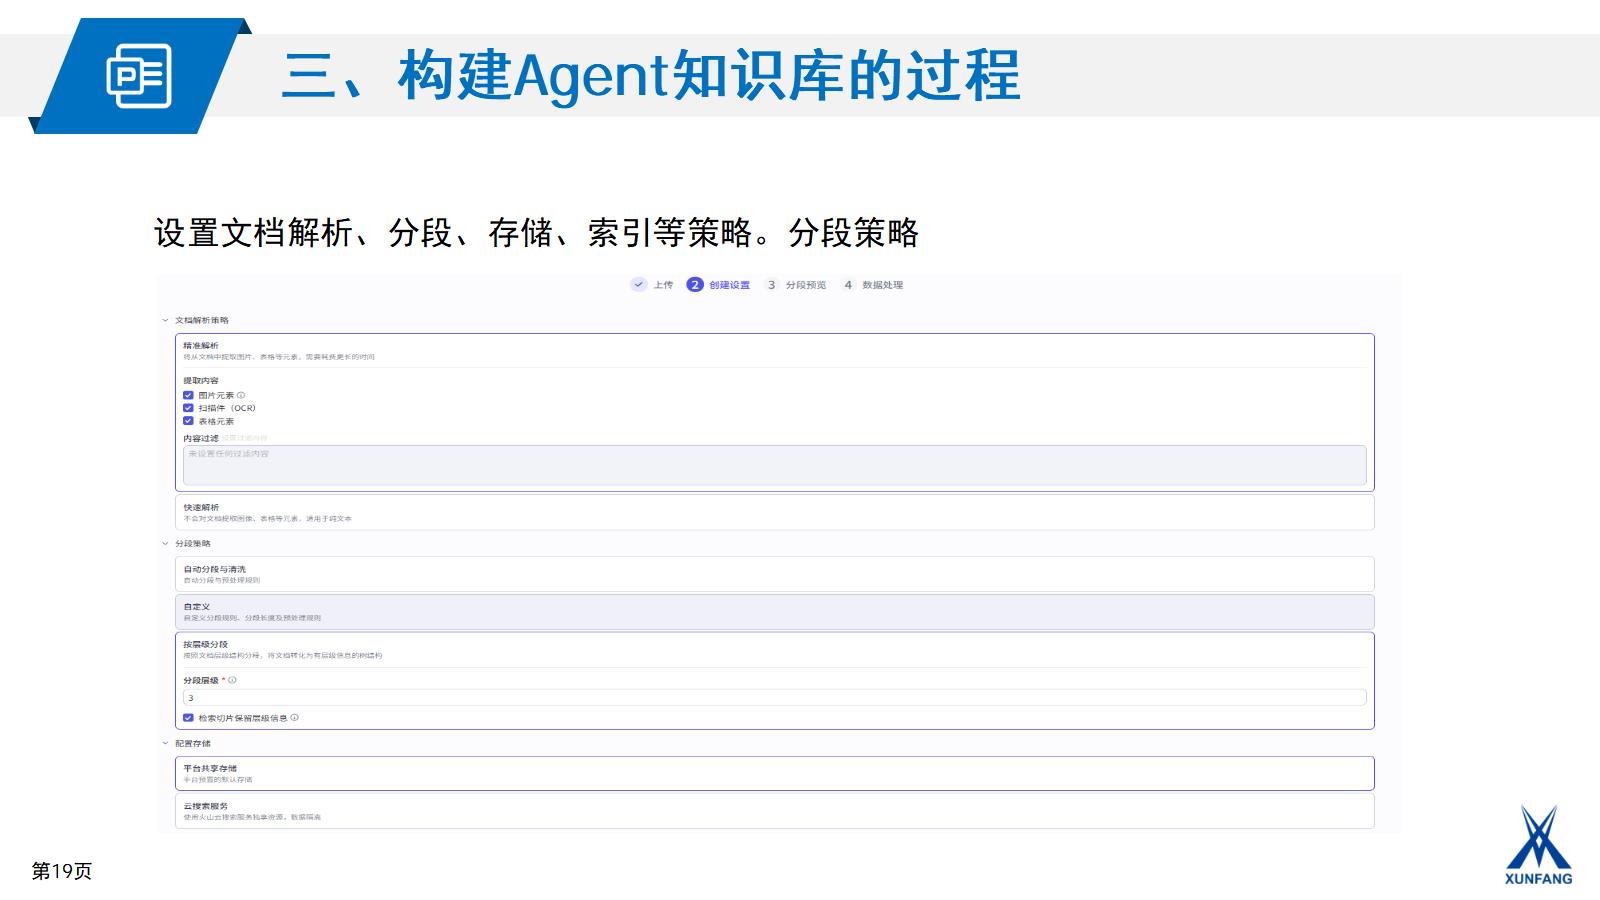 三、构建Agent知识库的过程
设置文档解析、分段、存储、索引等策略。分段策略
上传 2 创建设置 3 分段预览 4 数据处理
文档解析策略
精准解析
将从文档中提取图片、表格等元素，需要耗费更长的时间
提取内容
图片元素
扫描件（OCR）
表格元素
内容过滤 设置过滤内容
未设置任何过滤内容
快速解析
不会对文档提取图像、表格等元素，适用于纯文本
分段策略
自动分段与清洗
自动分段与预处理规则
自定义
自定义分段规则、分段长度及预处理规则
按层级分段
按照文档层级结构分段，将文档转化为有层级信息的树结构
分段层级 *
3
检索切片保留层级信息
配置存储
平台共享存储
平台预置的默认存储
云搜索服务
使用火山云搜索服务独享资源，数据隔离
第19页
XUNFANG